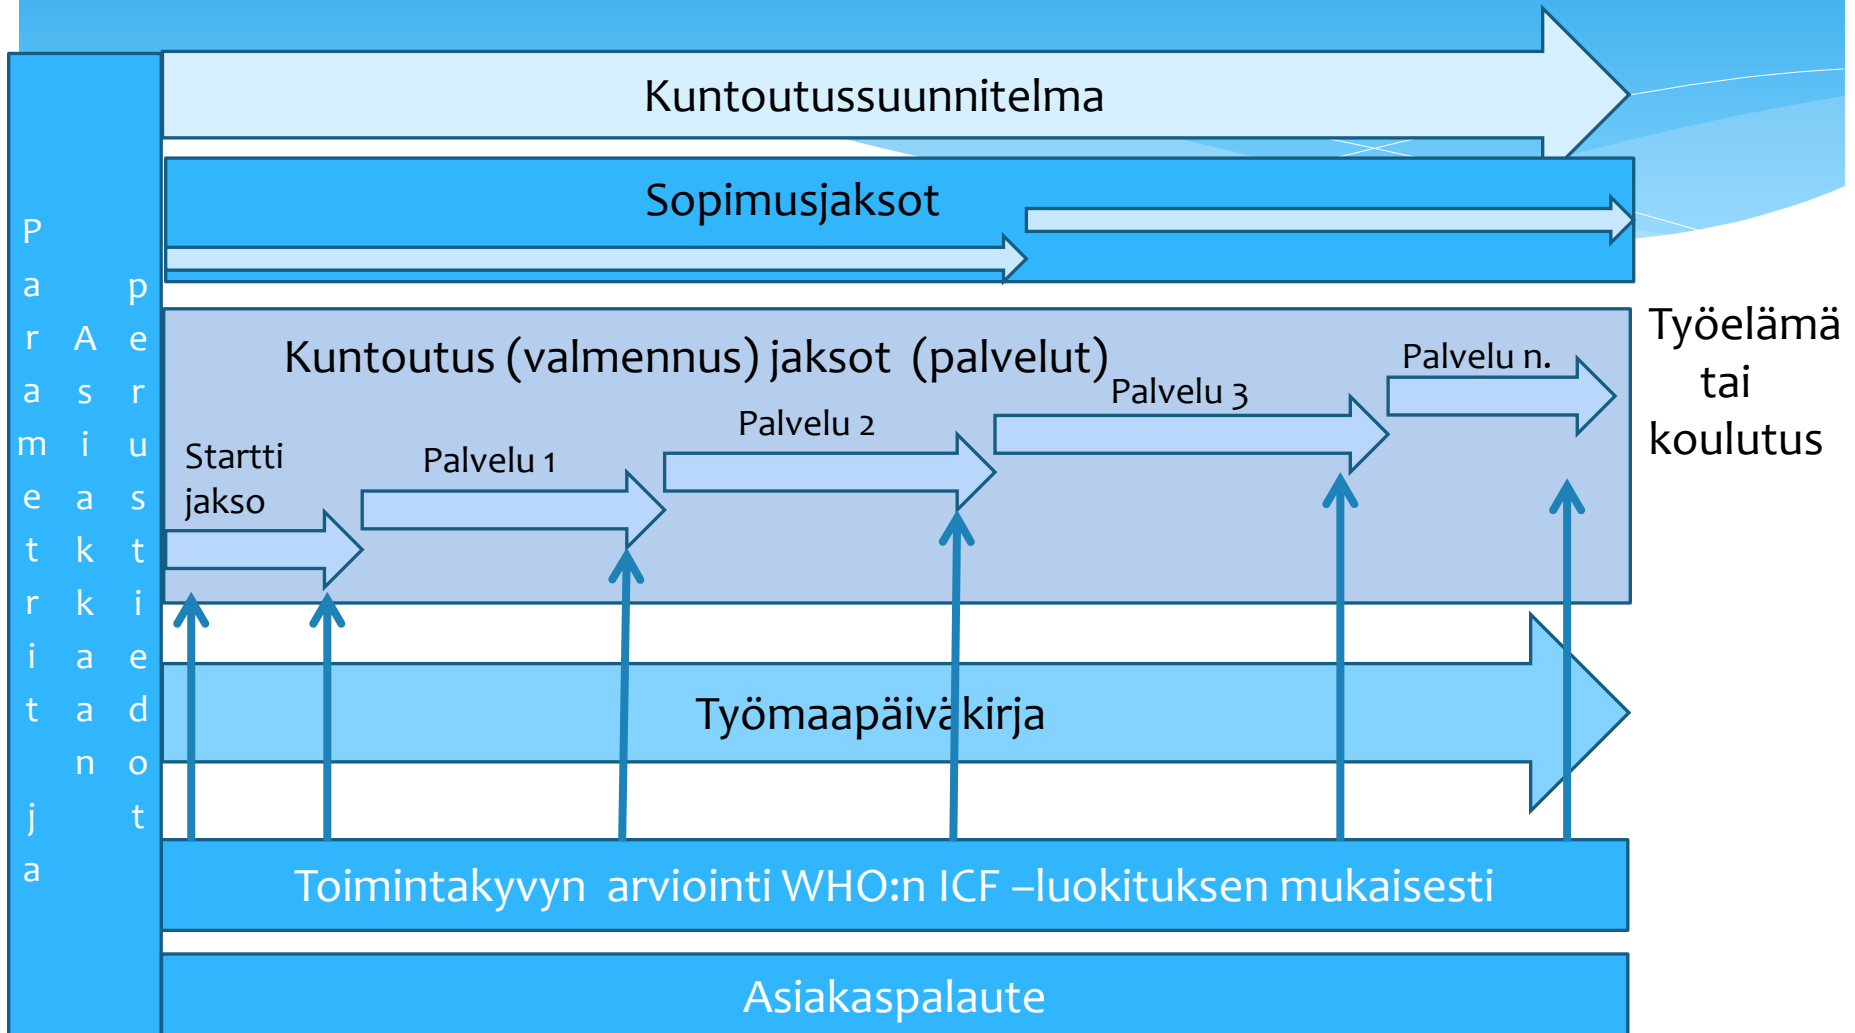 Parametrit ja
Asiakkaan
perustiedot
Kuntoutussuunnitelma
Sopimusjaksot
Kuntoutus (valmennus) jaksot (palvelut)
Startti
jakso
Palvelu 1
Palvelu 2
Palvelu 3
Palvelu n.
Työelämä
tai
koulutus
Työmaapäiväkirja
Toimintakyvyn arviointi WHO:n ICF –luokituksen mukaisesti
Asiakaspalaute